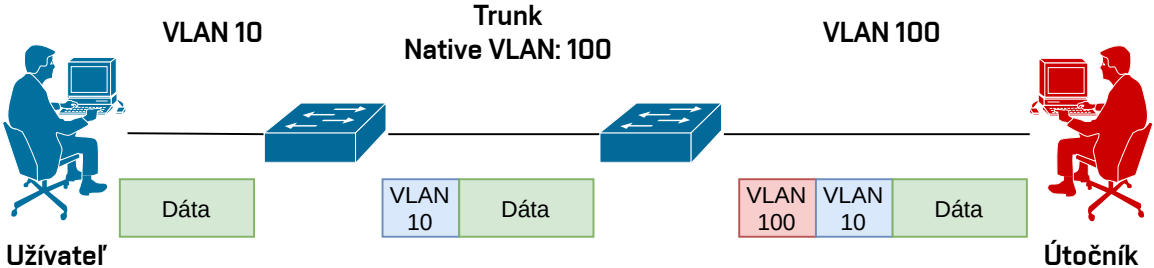 VLAN 10
Trunk
Native VLAN: 100
VLAN 100
Dáta
VLAN
10
Dáta
VLAN
100
VLAN
10
Dáta
Užívateľ
Útočník